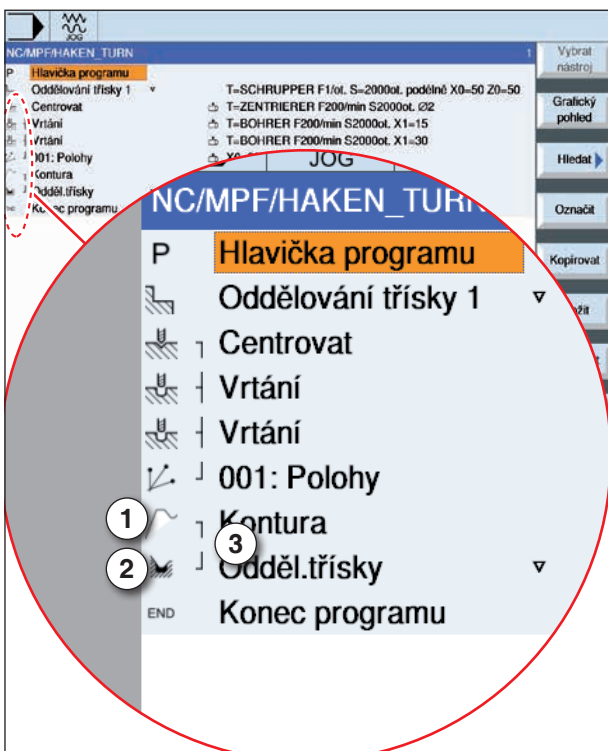 JOG
NC/MPF/HAKEN_TURN 1
P Hlavička programu
Oddělování třísky 1 T=SCHRUPPER F1/ot. S=2000ot. podélné X0=50 Z0=50
Centrovat T=ZENTRIERER F200/min S2000ot. Ø2
Vrtání T=BOHRER F200/min S2000ot. X1=15
Vrtání T=BOHRER F200/min S2000ot. X1=30
001: Polohy
Kontura
Odděl.třísky
Konec programu
Vybrat
nástroj
Grafický
pohled
Hledat
Označit
Kopírovat
JOG
NC/MPF/HAKEN_TURN
P Hlavička programu
Oddělování třísky 1
Centrovat
Vrtání
Vrtání
001: Polohy
1 Kontura
3
2 Odděl.třísky
END Konec programu